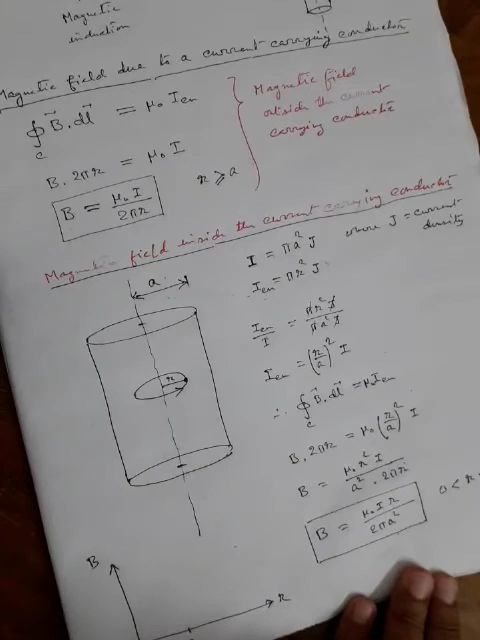 Magnetic
induction
Magnetic field due to a current carrying conductor
∮ B⃗.dl⃗ = μ₀ Ien
c
B. 2πr = μ₀ I
r ⩾ a
B = μ₀ I / 2πr
Magnetic field
outside the current
carrying conductor
Magnetic field inside the current carrying conductor
a
r
I = πa² J where J = current
density
Ien = πr² J
Ien / I = πr² J / πa² J
Ien = (r/a)² I
∴ ∮ B⃗.dl⃗ = μ₀Ien
c
B. 2πr = μ₀ (r/a)² I
B = μ₀ r² I / a² . 2πr
B = μ₀ I r / 2πa²
0 < r
B
r